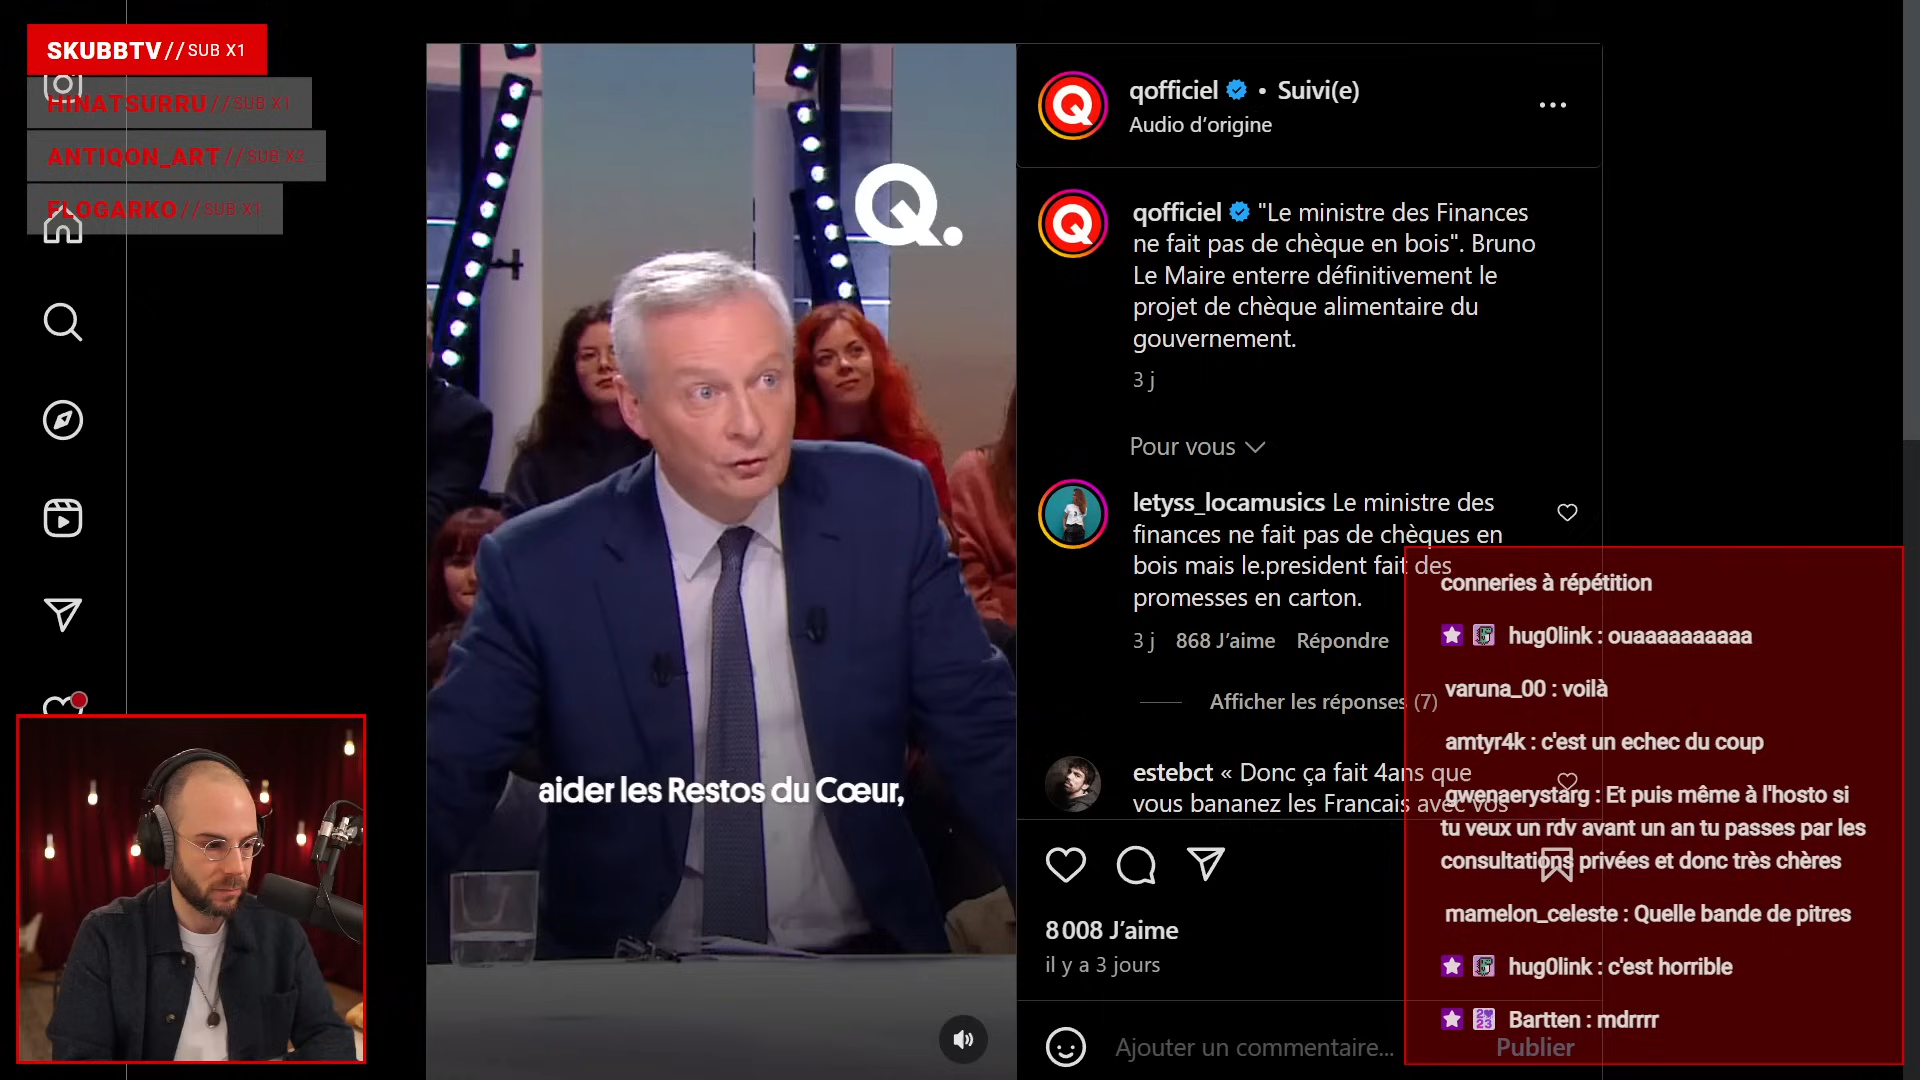 SKUBBTV//SUB X1
HINATSURRU//SUB X1
ANTIQON_ART//SUB X2
FLOGARKO//SUB X1
Q.
aider les Restos du Cœur,
Q
qofficiel • Suivi(e)
Audio d'origine
Q
qofficiel "Le ministre des Finances
ne fait pas de chèque en bois". Bruno
Le Maire enterre définitivement le
projet de chèque alimentaire du
gouvernement.
3 j
Pour vous
letyss_locamusics Le ministre des
finances ne fait pas de chèques en
bois mais le.president fait des
promesses en carton.
3 j 868 J'aime Répondre
Afficher les réponses (7)
estebct « Donc ça fait 4ans que
vous bananez les Francais avec vos
8 008 J'aime
il y a 3 jours
Ajouter un commentaire...
Publier
conneries à répétition
hug0link : ouaaaaaaaaaa
varuna_00 : voilà
amtyr4k : c'est un echec du coup
gwenaerystarg : Et puis même à l'hosto si
tu veux un rdv avant un an tu passes par les
consultations privées et donc très chères
mamelon_celeste : Quelle bande de pitres
hug0link : c'est horrible
Bartten : mdrrrr